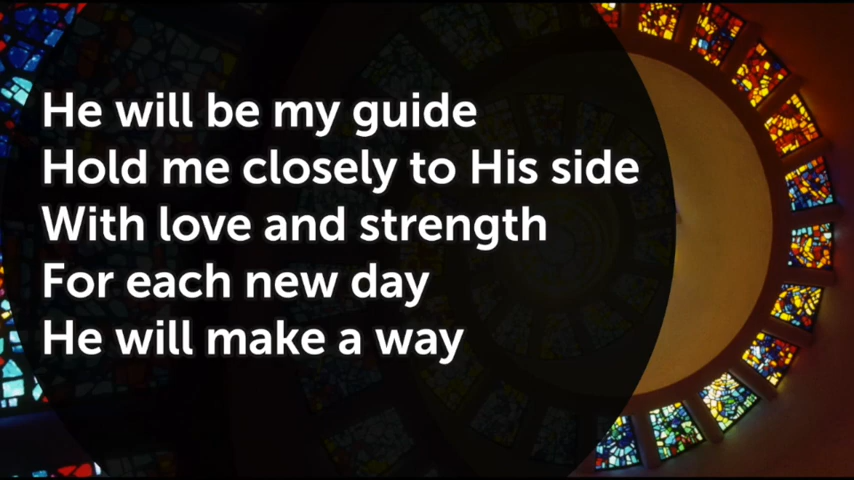 He will be my guide
Hold me closely to His side
With love and strength
For each new day
He will make a way